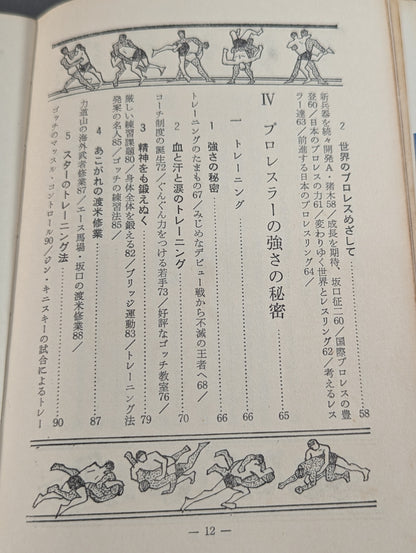 2 世界のプロレスめざして……58
新兵器を続々開発A・猪木58／成長を期待、坂口征二60／国際プロレスの豊
登60／日本のプロレスの力61／変わりゆく世界とレスリング62／考えるレス
ラー達63／前進する日本のプロレスリング64／
Ⅳ プロレスラーの強さの秘密……65
一 トレーニング……66
1 強さの秘密……66
トレーニングのたまもの67／みじめなデビュー戦から不滅の王者へ68／
2 血と汗と涙のトレーニング……70
コーチ制度の誕生72／ぐんぐん力をつける若手73／好評なゴッチ教室76／
3 精神をも鍛えぬく……79
厳しい練習課題80／身体全体を鍛える82／ブリッジ運動83／トレーニング法
発案の名人85／ゴッチの練習法85／
4 あこがれの渡米修業……87
力道山の海外武者修業87／エース馬場・坂口の渡米修業88／
5 スターのトレーニング法……90
ゴッチのマッスル・コントロール90／ジン・キニスキーの試合によるトレー
— 12 —